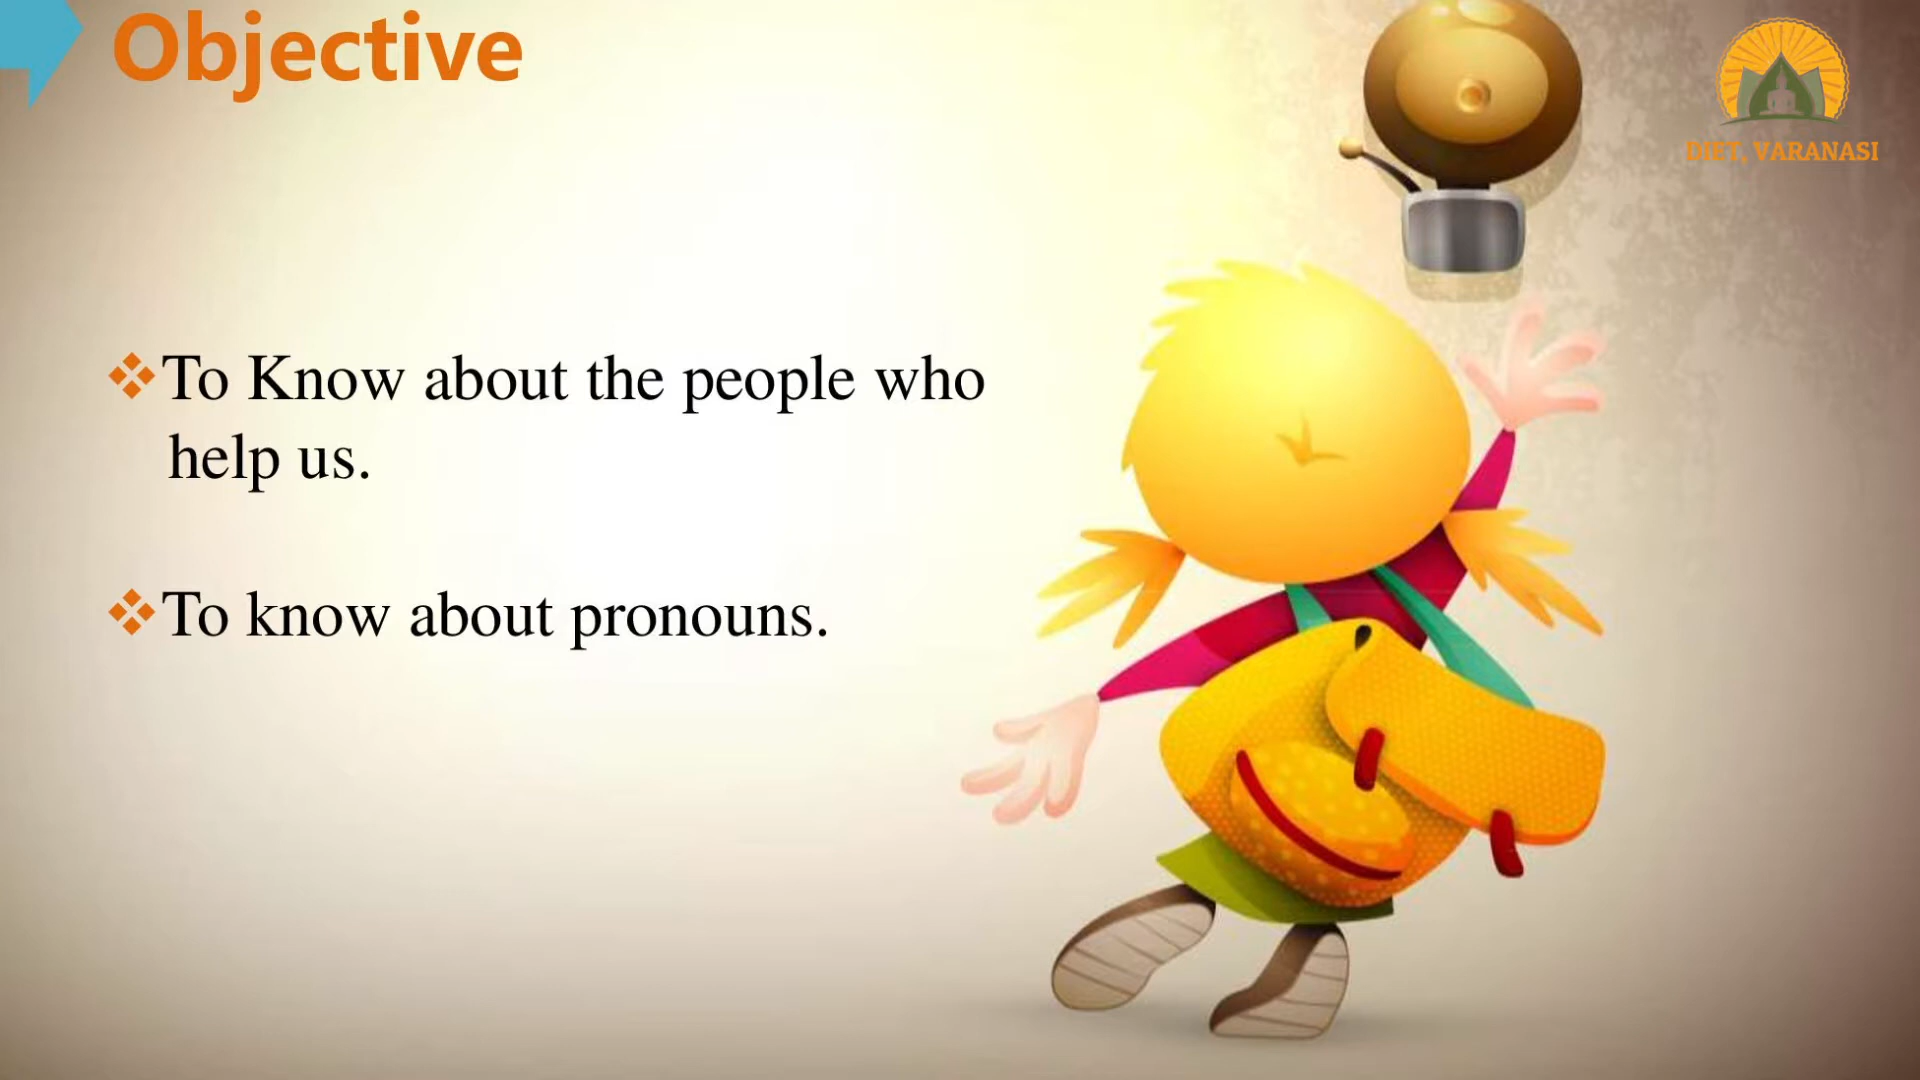 Objective
DIET, VARANASI
To Know about the people who
help us.
To know about pronouns.